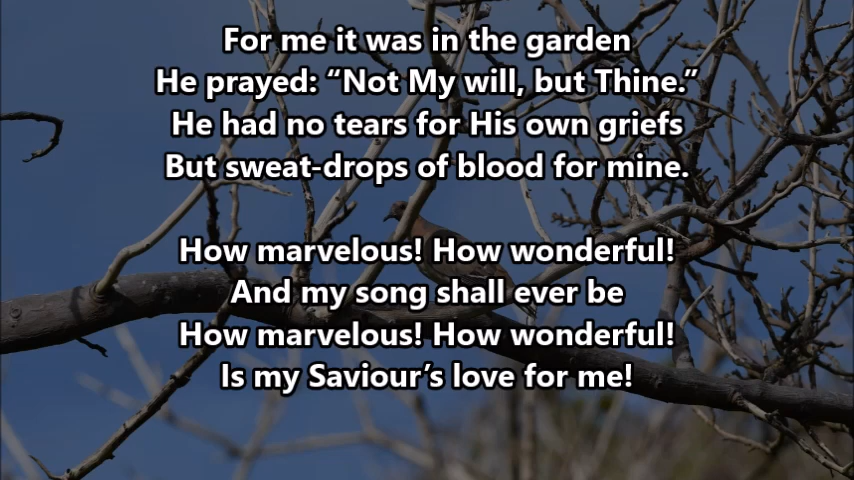 For me it was in the garden
He prayed: “Not My will, but Thine.”
He had no tears for His own griefs
But sweat-drops of blood for mine.
How marvelous! How wonderful!
And my song shall ever be
How marvelous! How wonderful!
Is my Saviour’s love for me!